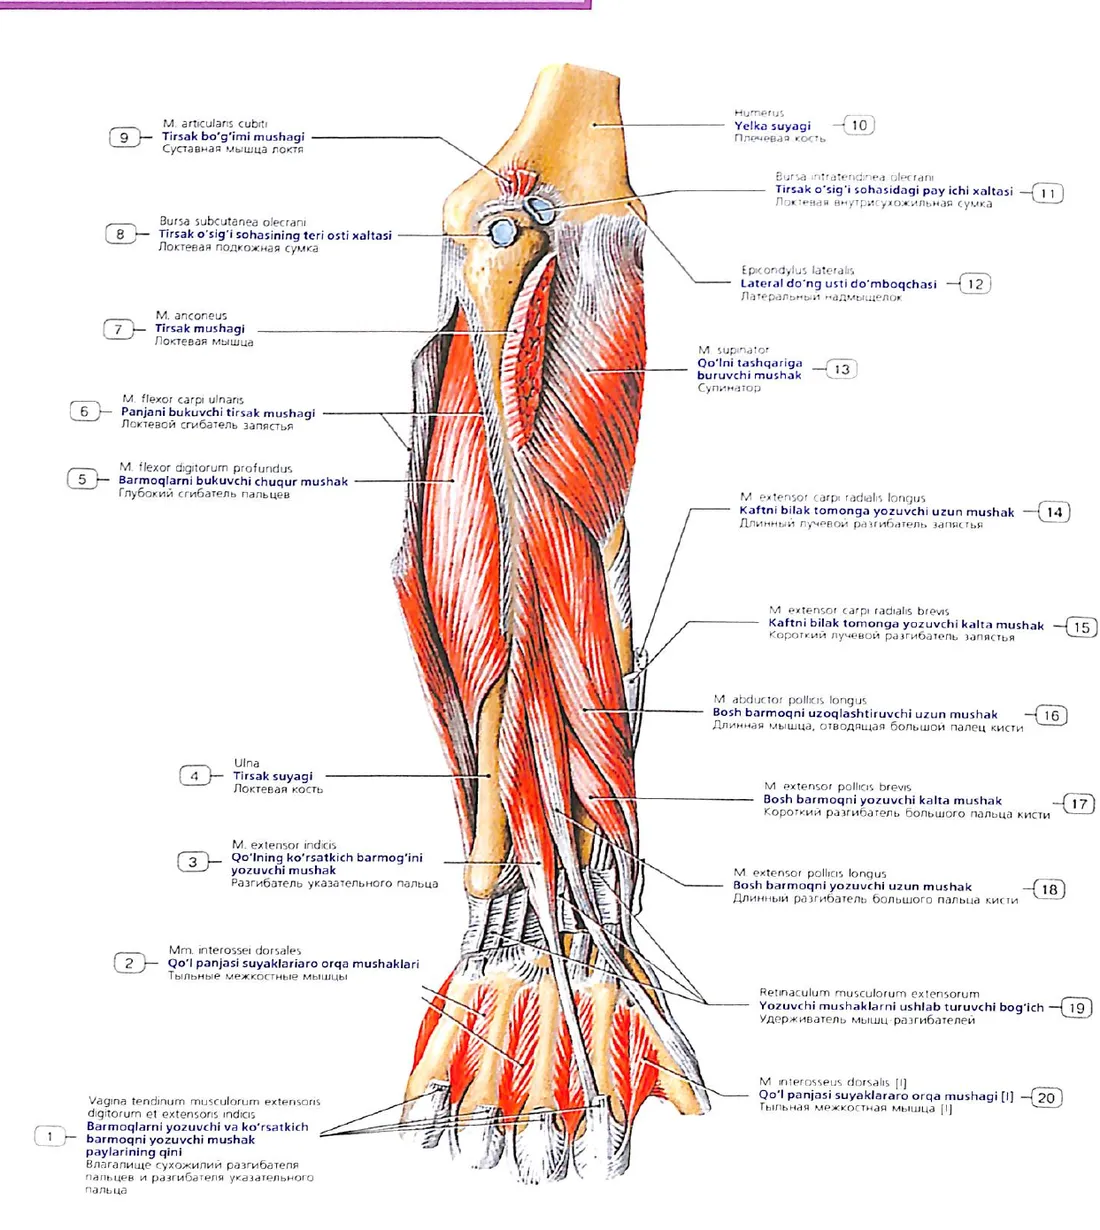 9
M. articularis cubiti
Tirsak bo'g'imi mushagi
Суставная мышца локтя
8
Bursa subcutanea olecrani
Tirsak o'sig'i sohasining teri osti xaltasi
Локтевая подкожная сумка
7
M. anconeus
Tirsak mushagi
Локтевая мышца
6
M. flexor carpi ulnaris
Panjani bukuvchi tirsak mushagi
Локтевой сгибатель запястья
5
M. flexor digitorum profundus
Barmoqlarni bukuvchi chuqur mushak
Глубокий сгибатель пальцев
4
Ulna
Tirsak suyagi
Локтевая кость
3
M. extensor indicis
Qo'lning ko'rsatkich barmog'ini
yozuvchi mushak
Разгибатель указательного пальца
2
Mm. interossei dorsales
Qo'l panjasi suyaklariaro orqa mushaklari
Тыльные межкостные мышцы
1
Vagina tendinum musculorum extensoris
digitorum et extensoris indicis
Barmoqlarni yozuvchi va ko'rsatkich
barmoqni yozuvchi mushak
paylarining qini
Влагалище сухожилий разгибателя
пальцев и разгибателя указательного
пальца
Humerus
Yelka suyagi
Плечевая кость
10
Bursa intratendinea olecrani
Tirsak o'sig'i sohasidagi pay ichi xaltasi
Локтевая внутрисухожильная сумка
11
Epicondylus lateralis
Lateral do'ng usti do'mboqchasi
Латеральный надмыщелок
12
M. supinator
Qo'lni tashqariga
buruvchi mushak
Супинатор
13
M extensor carpi radialis longus
Kaftni bilak tomonga yozuvchi uzun mushak
Длинный лучевой разгибатель запястья
14
M extensor carpi radialis brevis
Kaftni bilak tomonga yozuvchi kalta mushak
Короткий лучевой разгибатель запястья
15
M abductor pollicis longus
Bosh barmoqni uzoqlashtiruvchi uzun mushak
Длинная мышца, отводящая большой палец кисти
16
M extensor pollicis brevis
Bosh barmoqni yozuvchi kalta mushak
Короткий разгибатель большого пальца кисти
17
M extensor pollicis longus
Bosh barmoqni yozuvchi uzun mushak
Длинный разгибатель большого пальца кисти
18
Retinaculum musculorum extensorum
Yozuvchi mushaklarni ushlab turuvchi bog'ich
Удерживатель мышц-разгибателей
19
M interosseus dorsalis [I]
Qo'l panjasi suyaklararo orqa mushagi [I]
Тыльная межкостная мышца [I]
20